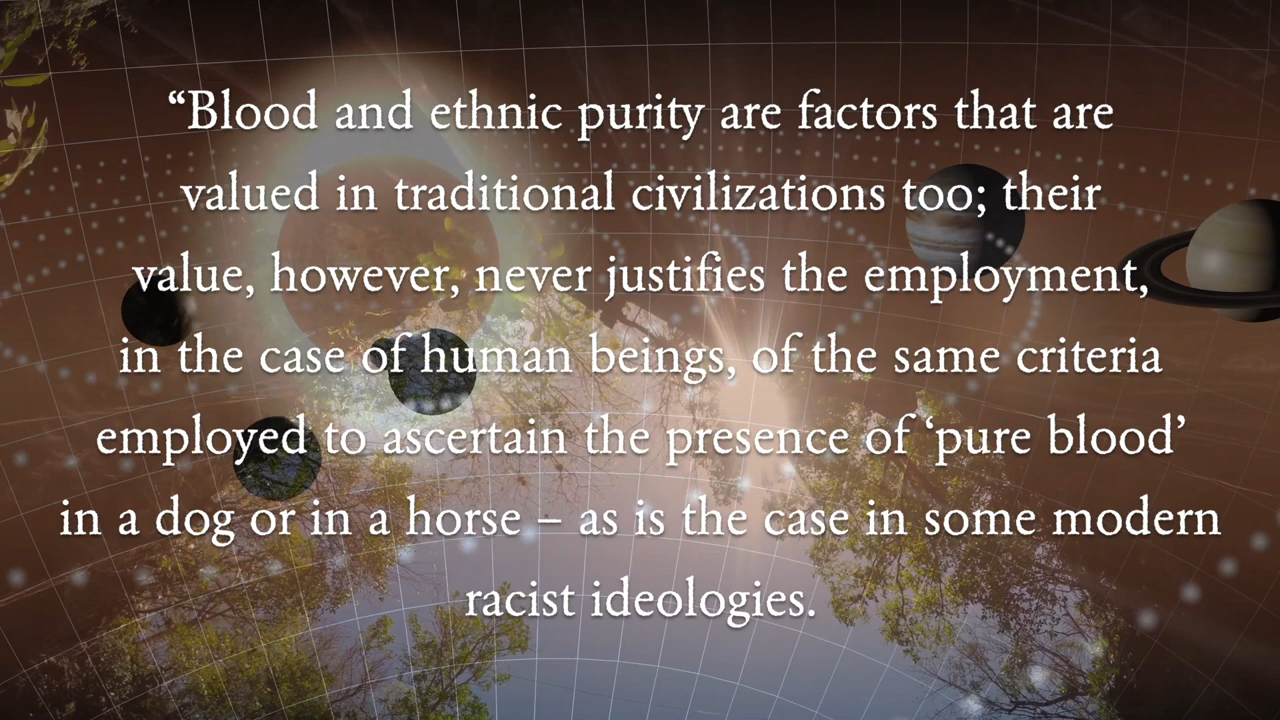 “Blood and ethnic purity are factors that are
valued in traditional civilizations too; their
value, however, never justifies the employment,
in the case of human beings, of the same criteria
employed to ascertain the presence of ‘pure blood’
in a dog or in a horse – as is the case in some modern
racist ideologies.